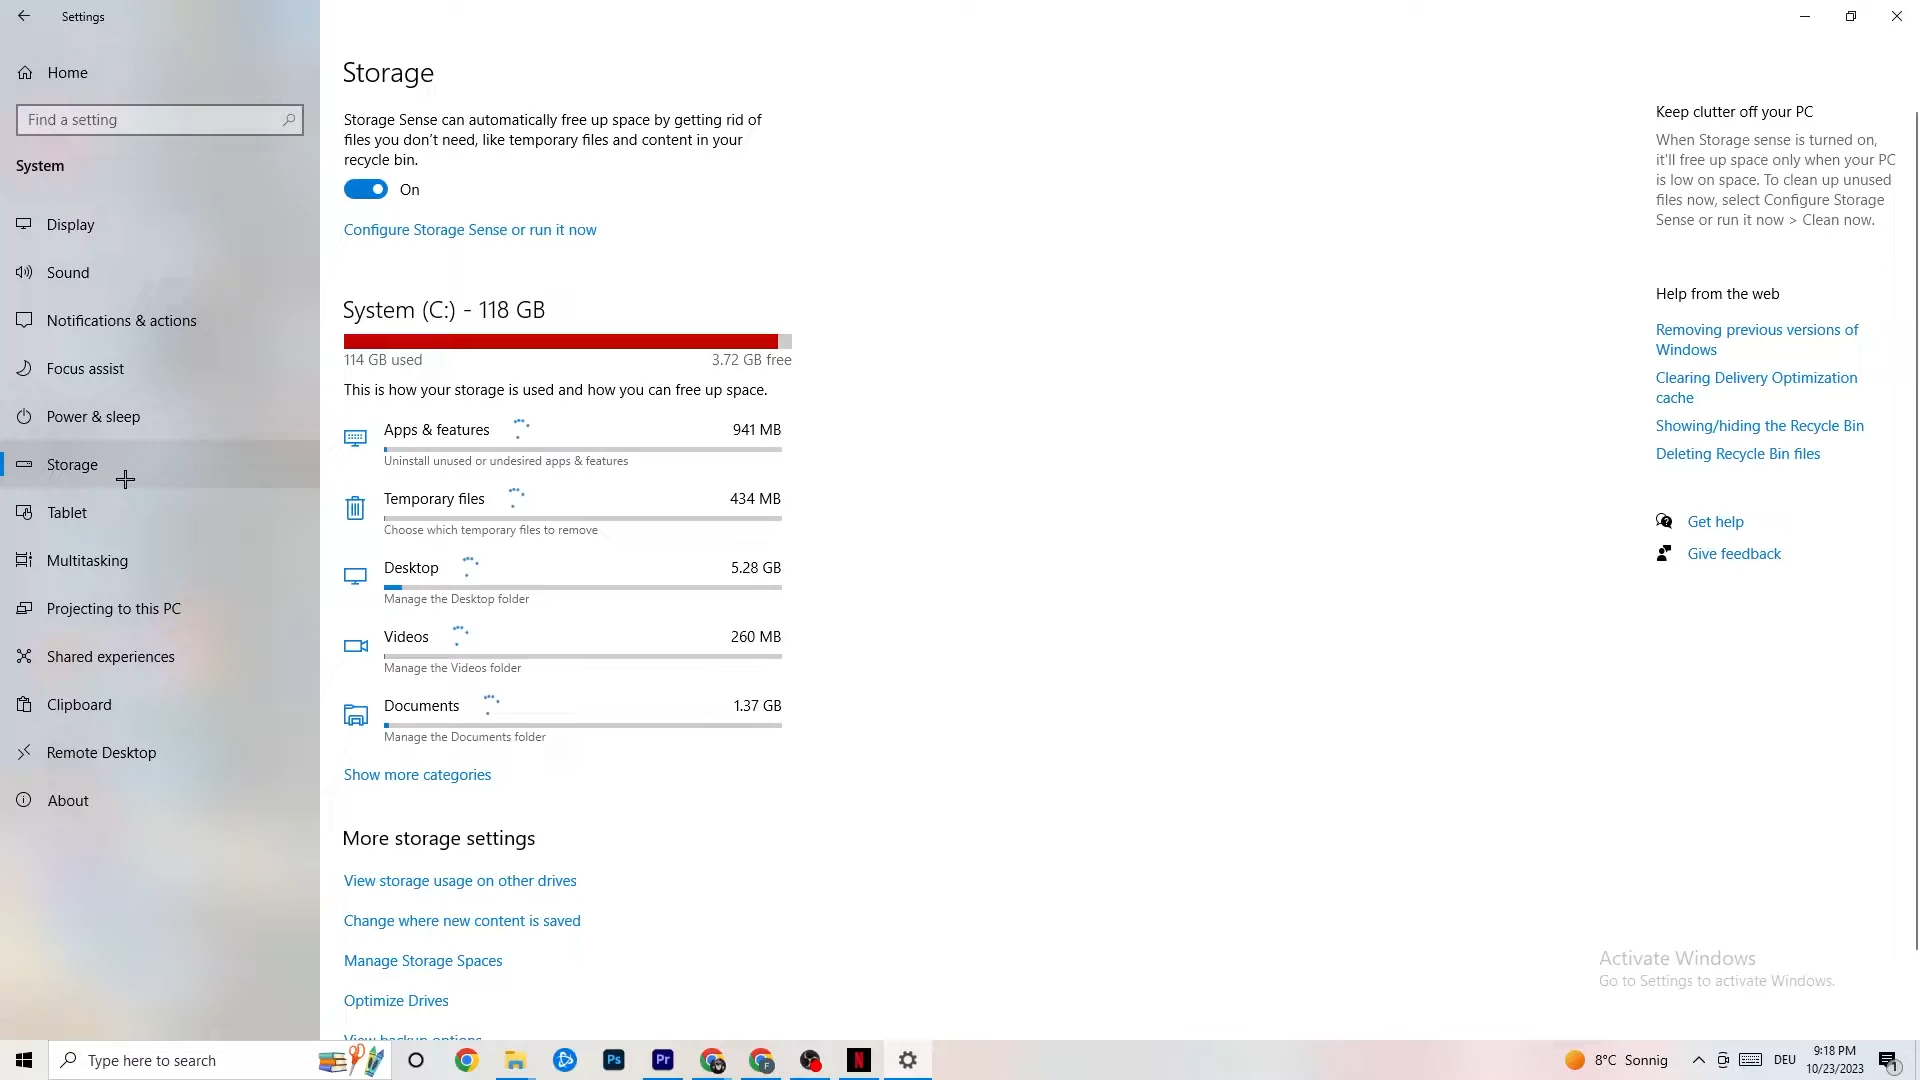 Settings
Home
Find a setting
System
Display
Sound
Notifications & actions
Focus assist
Power & sleep
Storage
Tablet
Multitasking
Projecting to this PC
Shared experiences
Clipboard
Remote Desktop
About
Storage
Storage Sense can automatically free up space by getting rid of
files you don't need, like temporary files and content in your
recycle bin.
On
Configure Storage Sense or run it now
System (C:) - 118 GB
114 GB used 3.72 GB free
This is how your storage is used and how you can free up space.
Apps & features 941 MB
Uninstall unused or undesired apps & features
Temporary files 434 MB
Choose which temporary files to remove
Desktop 5.28 GB
Manage the Desktop folder
Videos 260 MB
Manage the Videos folder
Documents 1.37 GB
Manage the Documents folder
Show more categories
More storage settings
View storage usage on other drives
Change where new content is saved
Manage Storage Spaces
Optimize Drives
View backup options
Keep clutter off your PC
When Storage sense is turned on,
it'll free up space only when your PC
is low on space. To clean up unused
files now, select Configure Storage
Sense or run it now > Clean now.
Help from the web
Removing previous versions of
Windows
Clearing Delivery Optimization
cache
Showing/hiding the Recycle Bin
Deleting Recycle Bin files
Get help
Give feedback
Activate Windows
Go to Settings to activate Windows.
Type here to search
Ps
Pr
F
N
8°C Sonnig
DEU
9:18 PM
10/23/2023
1